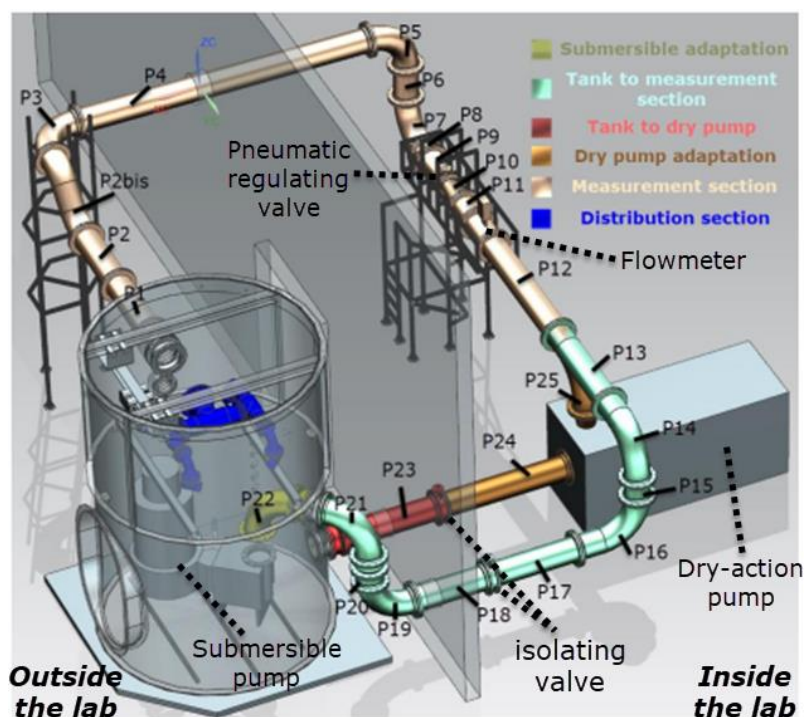 P5
Submersible adaptation
P4
P6
Tank to measurement
section
P3
P7
P8
Tank to dry pump
P9
Dry pump adaptation
Pneumatic
regulating
valve
P10
P11
Measurement section
P2bis
Distribution section
P2
Flowmeter
P12
P1
P13
P25
P14
P24
P23
P15
P22
P21
P16
Dry-action
pump
P17
P20
P18
P19
Submersible
pump
isolating
valve
Outside
the lab
Inside
the lab